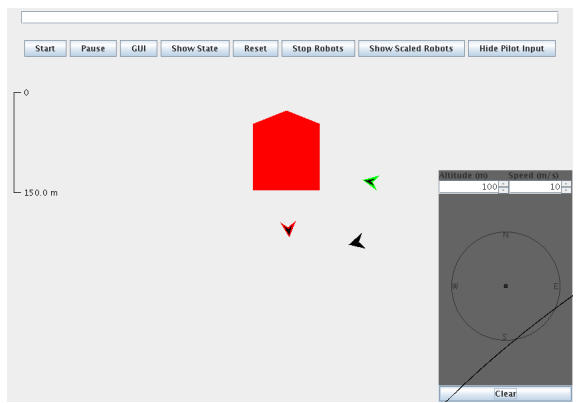 Start Pause GUI Show State Reset Stop Robots Show Scaled Robots Hide Pilot Input
0
150.0 m
Altitude (m) Speed (m/s)
100 10
N
W E
S
Clear